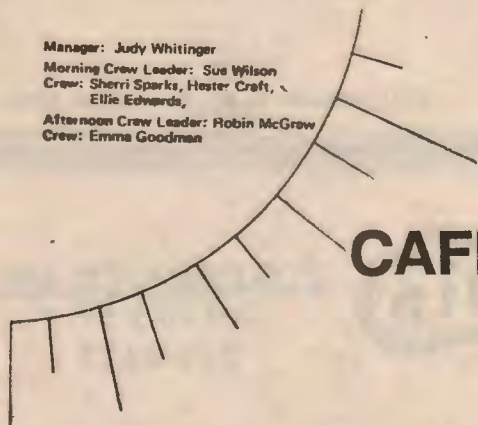 Manager: Judy Whitinger
Morning Crew Leader: Sue Wilson
Crew: Sherri Sparks, Hester Craft,
Ellie Edwards,
Afternoon Crew Leader: Robin McGrew
Crew: Emma Goodman
CAF